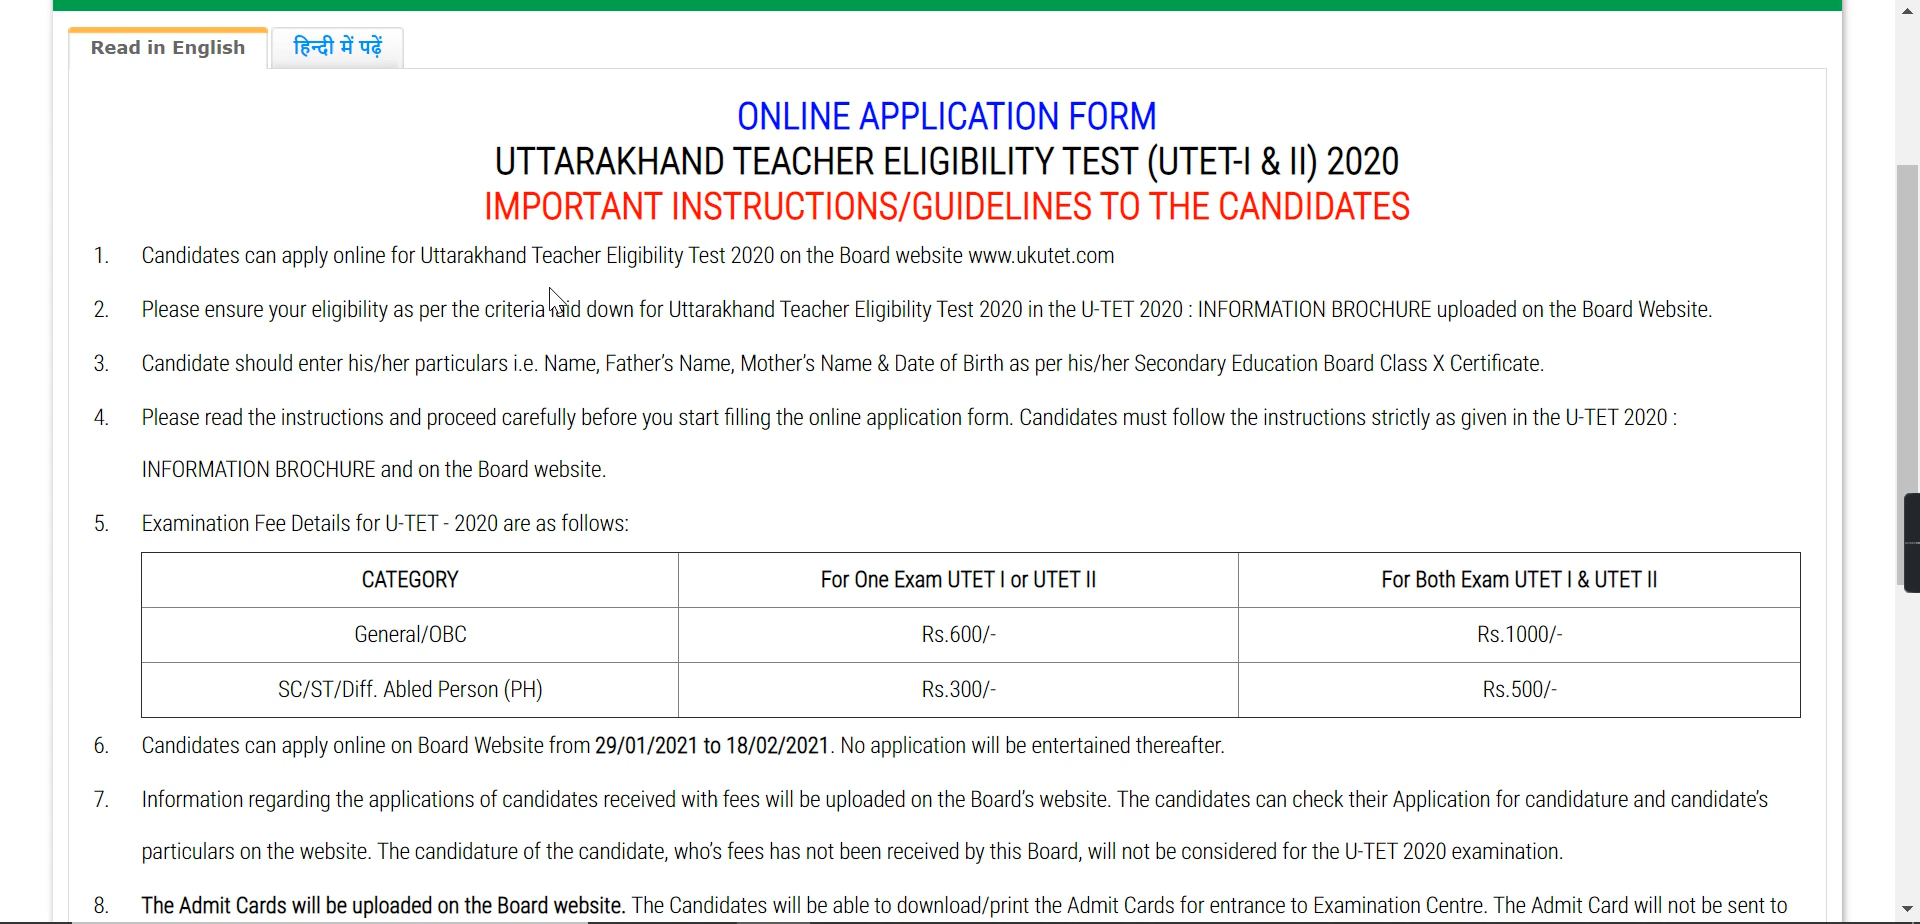 Read in English हिन्दी में पढ़ें
ONLINE APPLICATION FORM
UTTARAKHAND TEACHER ELIGIBILITY TEST (UTET-I & II) 2020
IMPORTANT INSTRUCTIONS/GUIDELINES TO THE CANDIDATES
1. Candidates can apply online for Uttarakhand Teacher Eligibility Test 2020 on the Board website www.ukutet.com
2. Please ensure your eligibility as per the criteria down for Uttarakhand Teacher Eligibility Test 2020 in the U-TET 2020 : INFORMATION BROCHURE uploaded on the Board Website.
3. Candidate should enter his/her particulars i.e. Name, Father's Name, Mother's Name & Date of Birth as per his/her Secondary Education Board Class X Certificate.
4. Please read the instructions and proceed carefully before you start filling the online application form. Candidates must follow the instructions strictly as given in the U-TET 2020 :
INFORMATION BROCHURE and on the Board website.
5. Examination Fee Details for U-TET - 2020 are as follows:
CATEGORY For One Exam UTET I or UTET II For Both Exam UTET I & UTET II
General/OBC Rs.600/- Rs.1000/-
SC/ST/Diff. Abled Person (PH) Rs.300/- Rs.500/-
6. Candidates can apply online on Board Website from 29/01/2021 to 18/02/2021. No application will be entertained thereafter.
7. Information regarding the applications of candidates received with fees will be uploaded on the Board's website. The candidates can check their Application for candidature and candidate's
particulars on the website. The candidature of the candidate, who's fees has not been received by this Board, will not be considered for the U-TET 2020 examination.
8. The Admit Cards will be uploaded on the Board website. The Candidates will be able to download/print the Admit Cards for entrance to Examination Centre. The Admit Card will not be sent to